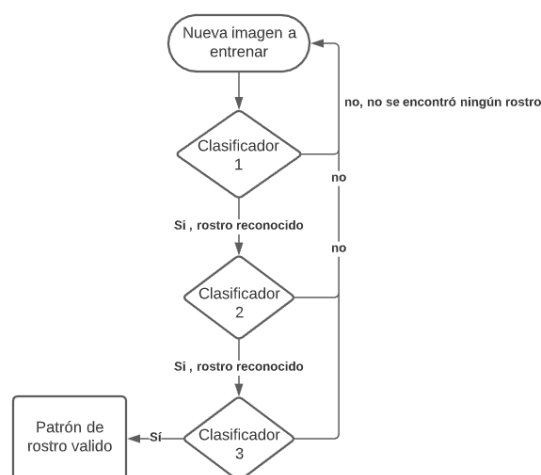 Nueva imagen a
entrenar
no, no se encontró ningún rostro
Clasificador
1
no
Si , rostro reconocido
no
Clasificador
2
Si , rostro reconocido
Patrón de
rostro valido
Sí
Clasificador
3